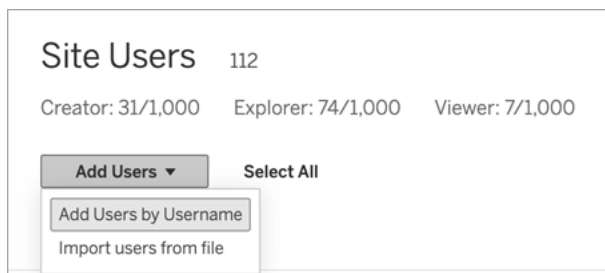 Site Users 112
Creator: 31/1,000 Explorer: 74/1,000 Viewer: 7/1,000
Add Users ▼ Select All
Add Users by Username
Import users from file